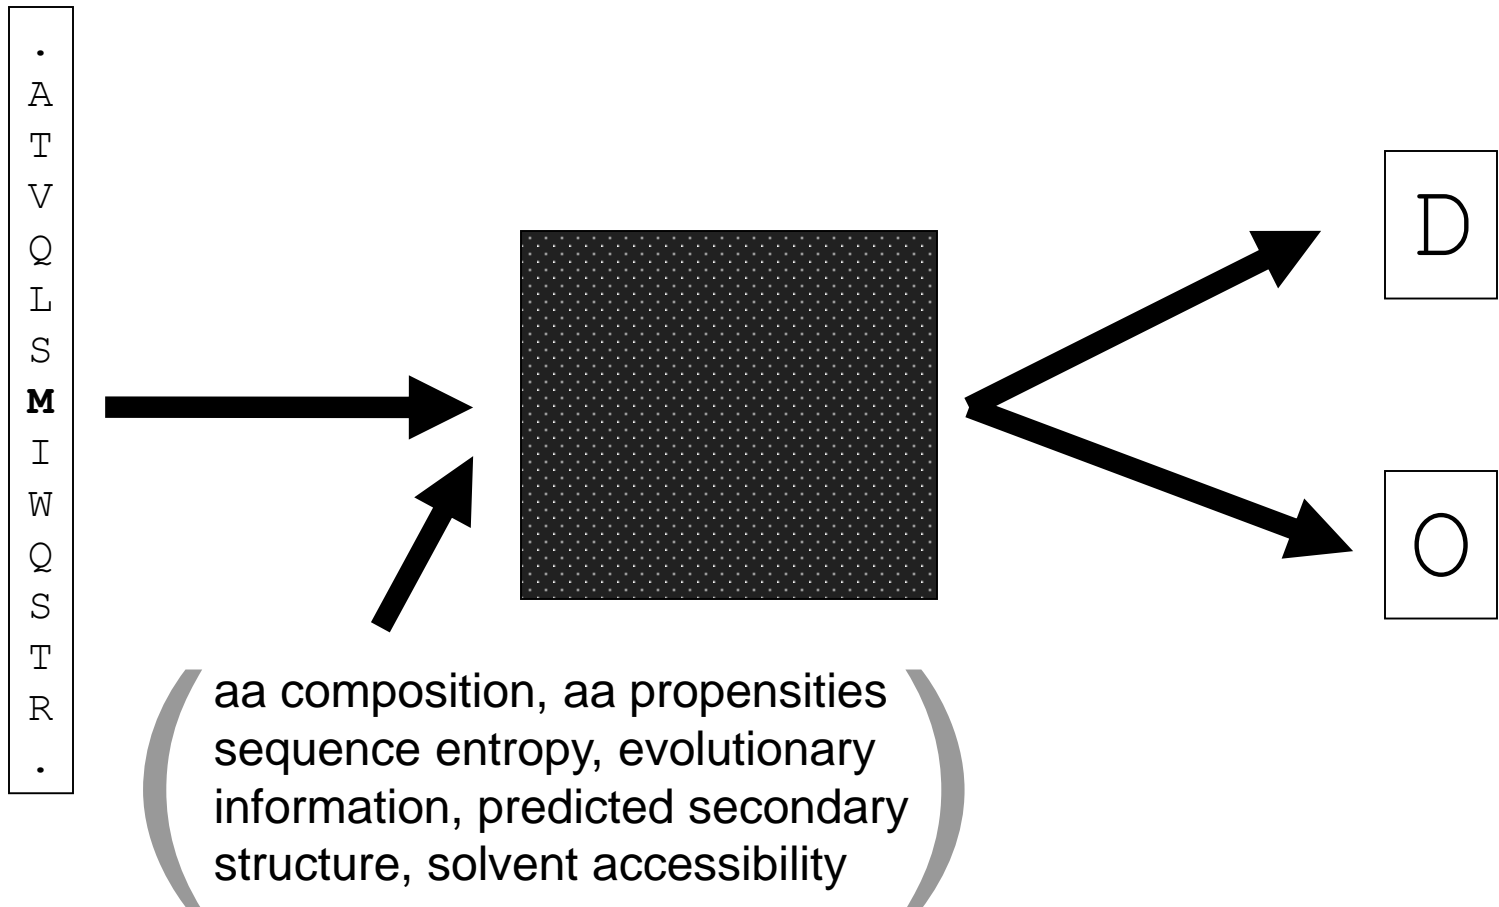 .
A
T
V
Q
L
S
M
I
W
Q
S
T
R
.
D
O
( aa composition, aa propensities )
sequence entropy, evolutionary
information, predicted secondary
structure, solvent accessibility